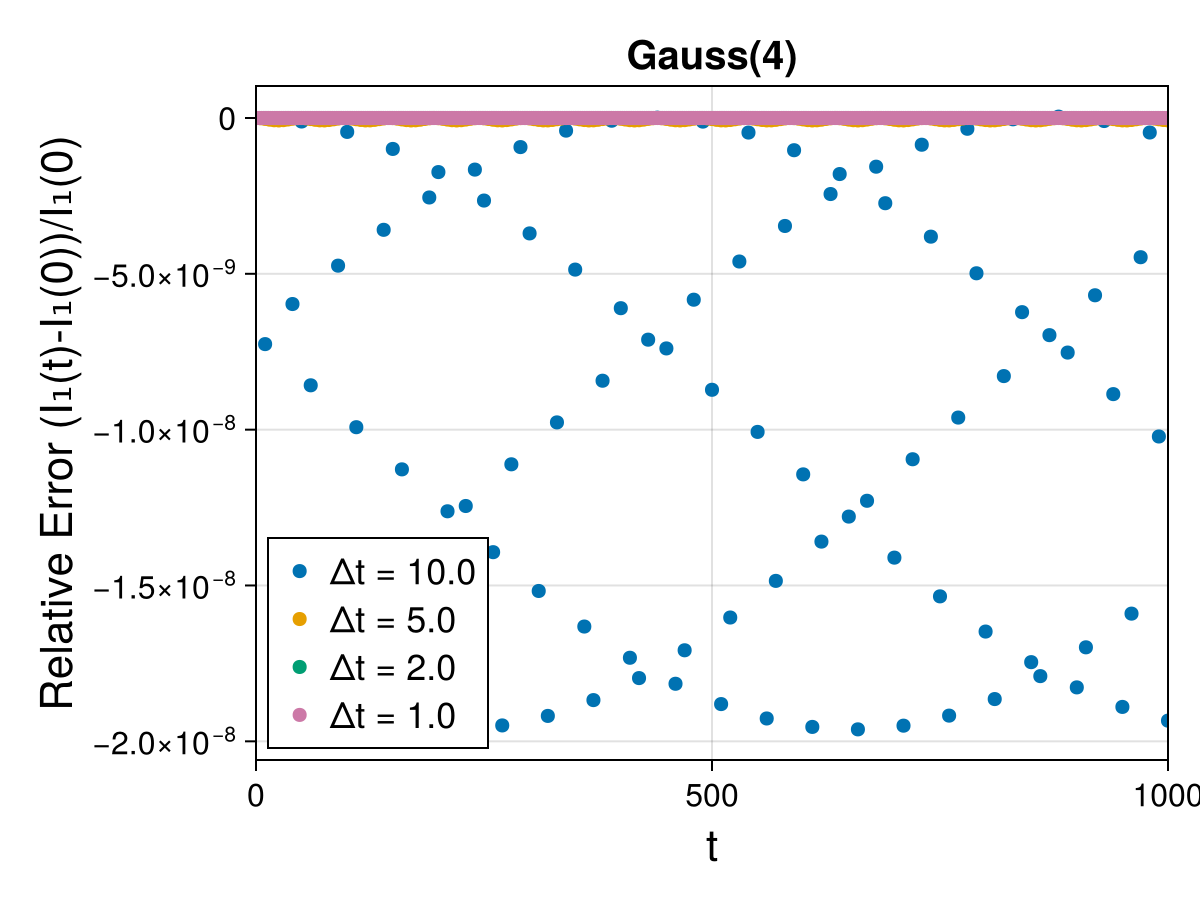 Gauss(4)
Relative Error (I₁(t)-I₁(0))/I₁(0)
0
−5.0×10⁻⁹
−1.0×10⁻⁸
−1.5×10⁻⁸
−2.0×10⁻⁸
Δt = 10.0
Δt = 5.0
Δt = 2.0
Δt = 1.0
0
500
1000
t